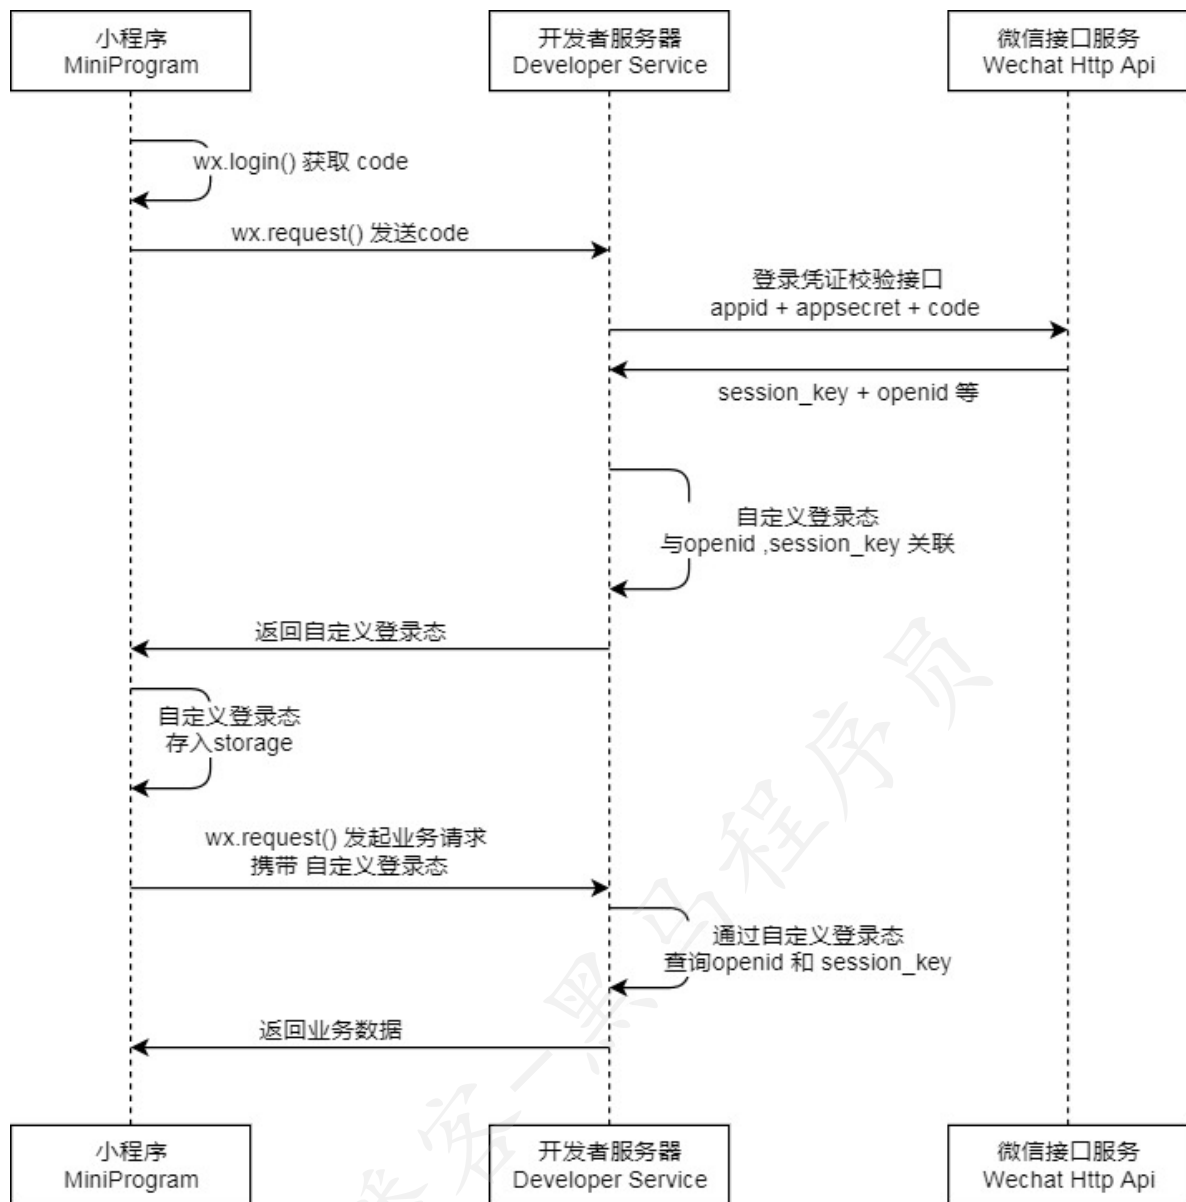 小程序
MiniProgram
开发者服务器
Developer Service
微信接口服务
Wechat Http Api
wx.login() 获取 code
wx.request() 发送code
登录凭证校验接口
appid + appsecret + code
session_key + openid 等
自定义登录态
与openid ,session_key 关联
返回自定义登录态
自定义登录态
存入storage
wx.request() 发起业务请求
携带 自定义登录态
通过自定义登录态
查询openid 和 session_key
返回业务数据
小程序
MiniProgram
开发者服务器
Developer Service
微信接口服务
Wechat Http Api
客-黑马程序员